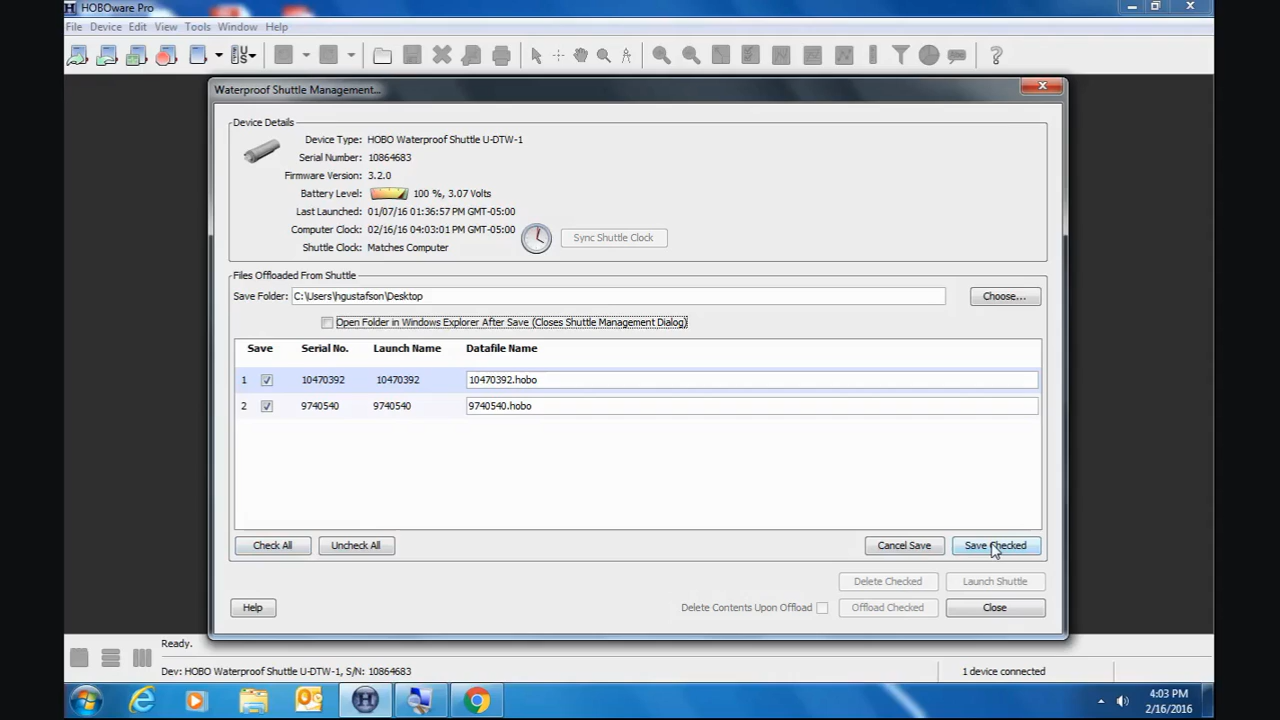 HOBOware Pro
File Device Edit View Tools Window Help
Waterproof Shuttle Management...
Device Details
Device Type: HOBO Waterproof Shuttle U-DTW-1
Serial Number: 10864683
Firmware Version: 3.2.0
Battery Level: 100 %, 3.07 Volts
Last Launched: 01/07/16 01:36:57 PM GMT-05:00
Computer Clock: 02/16/16 04:03:01 PM GMT-05:00
Sync Shuttle Clock
Shuttle Clock: Matches Computer
Files Offloaded From Shuttle
Save Folder: C:\Users\hgustafson\Desktop Choose...
Open Folder in Windows Explorer After Save (Closes Shuttle Management Dialog)
Save Serial No. Launch Name Datafile Name
1 10470392 10470392 10470392.hobo
2 9740540 9740540 9740540.hobo
Check All Uncheck All Cancel Save Save Checked
Delete Checked Launch Shuttle
Help Delete Contents Upon Offload Offload Checked Close
Ready.
Dev: HOBO Waterproof Shuttle U-DTW-1, S/N: 10864683 1 device connected
4:03 PM
2/16/2016